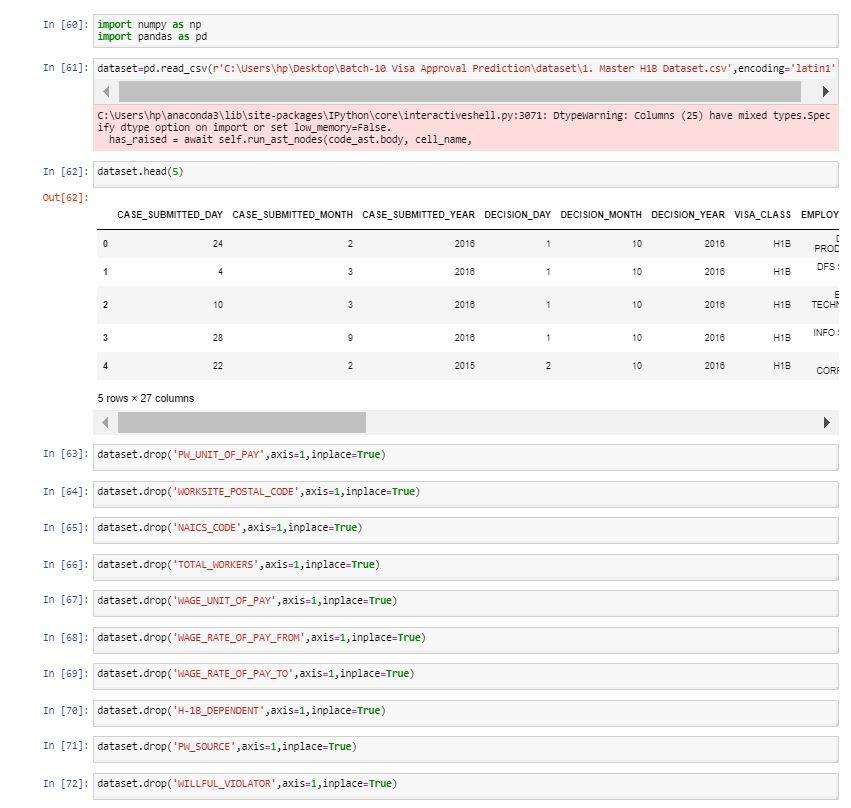 In [60]: import numpy as np
import pandas as pd
In [61]: dataset=pd.read_csv(r'C:\Users\hp\Desktop\Batch-10 Visa Approval Prediction\dataset\1. Master H1B Dataset.csv',encoding='latin1'
C:\Users\hp\anaconda3\lib\site-packages\IPython\core\interactiveshell.py:3071: DtypeWarning: Columns (25) have mixed types.Spec
ify dtype option on import or set low_memory=False.
has_raised = await self.run_ast_nodes(code_ast.body, cell_name,
In [62]: dataset.head(5)
Out[62]:
CASE_SUBMITTED_DAY CASE_SUBMITTED_MONTH CASE_SUBMITTED_YEAR DECISION_DAY DECISION_MONTH DECISION_YEAR VISA_CLASS EMPLOY
0 24 2 2016 1 10 2016 H1B PROD
1 4 3 2016 1 10 2016 H1B DFS
2 10 3 2016 1 10 2016 H1B TECHN
3 28 9 2016 1 10 2016 H1B INFO
4 22 2 2015 2 10 2016 H1B CORF
5 rows × 27 columns
In [63]: dataset.drop('PW_UNIT_OF_PAY',axis=1,inplace=True)
In [64]: dataset.drop('WORKSITE_POSTAL_CODE',axis=1,inplace=True)
In [65]: dataset.drop('NAICS_CODE',axis=1,inplace=True)
In [66]: dataset.drop('TOTAL_WORKERS',axis=1,inplace=True)
In [67]: dataset.drop('WAGE_UNIT_OF_PAY',axis=1,inplace=True)
In [68]: dataset.drop('WAGE_RATE_OF_PAY_FROM',axis=1,inplace=True)
In [69]: dataset.drop('WAGE_RATE_OF_PAY_TO',axis=1,inplace=True)
In [70]: dataset.drop('H-1B_DEPENDENT',axis=1,inplace=True)
In [71]: dataset.drop('PW_SOURCE',axis=1,inplace=True)
In [72]: dataset.drop('WILLFUL_VIOLATOR',axis=1,inplace=True)